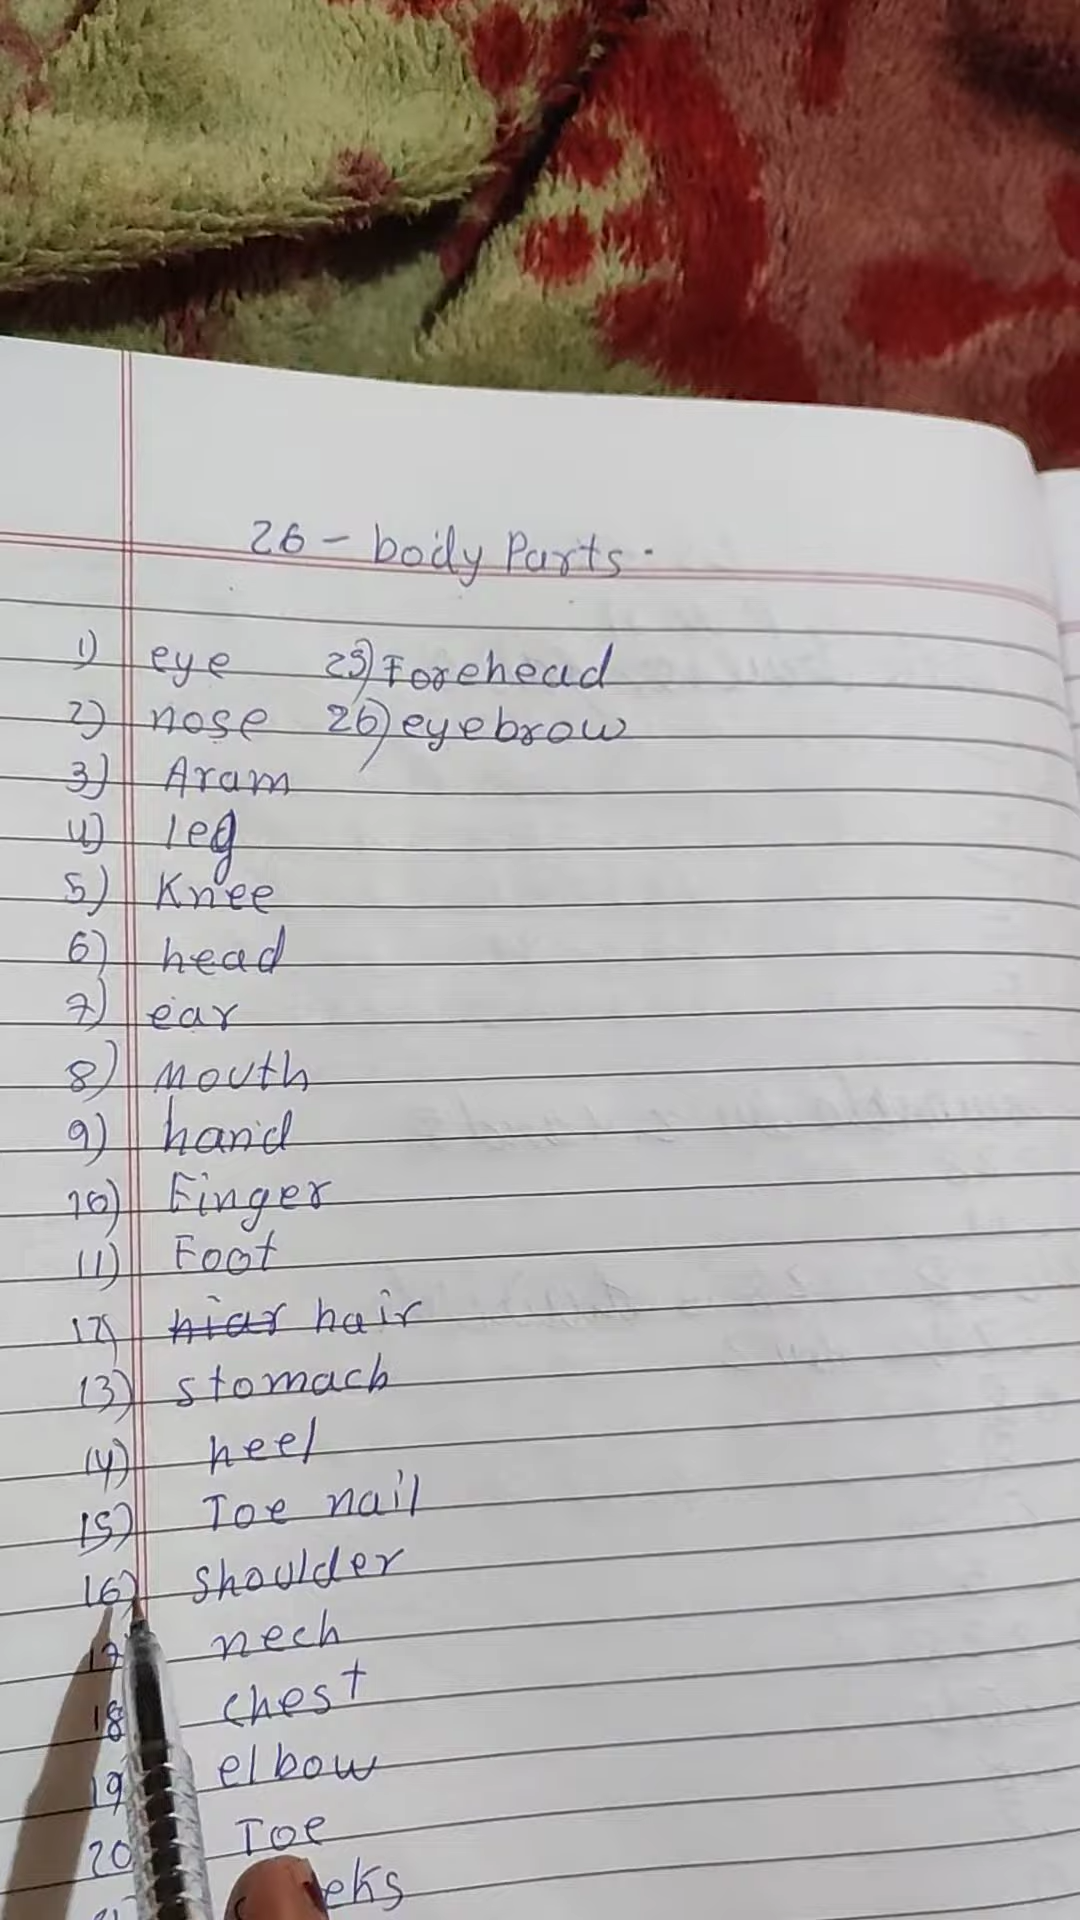 26 - body Parts.
1) eye 25) Forehead
2) nose 26) eyebrow
3) Aram
4) leg
5) Knee
6) head
7) ear
8) Mouth
9) hand
10) Finger
11) Foot
12) hiar hair
13) stomach
14) heel
15) Toe nail
16) shoulder
17 nech
18 chest
19 elbow
20 Toe
eks